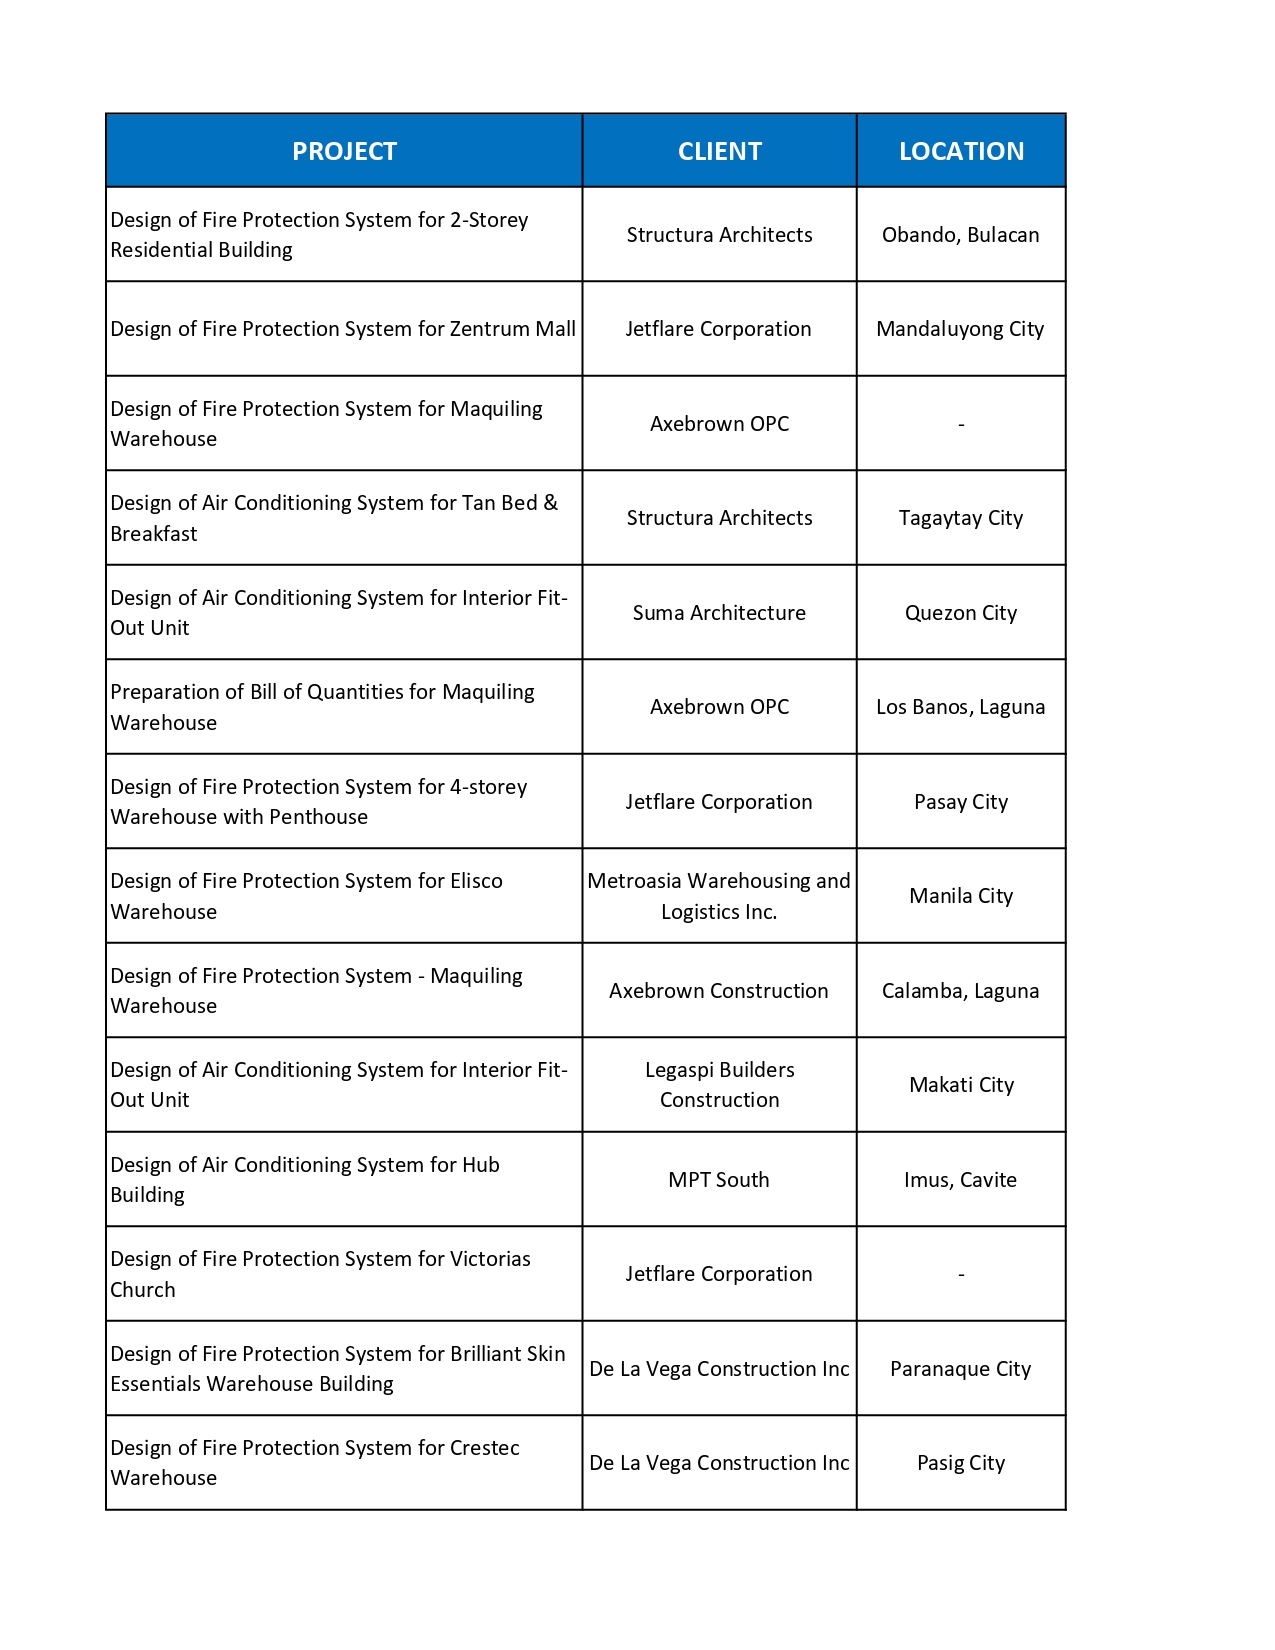 PROJECT CLIENT LOCATION
Design of Fire Protection System for 2-Storey
Residential Building
Structura Architects
Obando, Bulacan
Design of Fire Protection System for Zentrum Mall
Jetflare Corporation
Mandaluyong City
Design of Fire Protection System for Maquiling
Warehouse
Axebrown OPC
-
Design of Air Conditioning System for Tan Bed &
Breakfast
Structura Architects
Tagaytay City
Design of Air Conditioning System for Interior Fit-
Out Unit
Suma Architecture
Quezon City
Preparation of Bill of Quantities for Maquiling
Warehouse
Axebrown OPC
Los Banos, Laguna
Design of Fire Protection System for 4-storey
Warehouse with Penthouse
Jetflare Corporation
Pasay City
Design of Fire Protection System for Elisco
Warehouse
Metroasia Warehousing and
Logistics Inc.
Manila City
Design of Fire Protection System - Maquiling
Warehouse
Axebrown Construction
Calamba, Laguna
Design of Air Conditioning System for Interior Fit-
Out Unit
Legaspi Builders
Construction
Makati City
Design of Air Conditioning System for Hub
Building
MPT South
Imus, Cavite
Design of Fire Protection System for Victorias
Church
Jetflare Corporation
-
Design of Fire Protection System for Brilliant Skin
Essentials Warehouse Building
De La Vega Construction Inc
Paranaque City
Design of Fire Protection System for Crestec
Warehouse
De La Vega Construction Inc
Pasig City